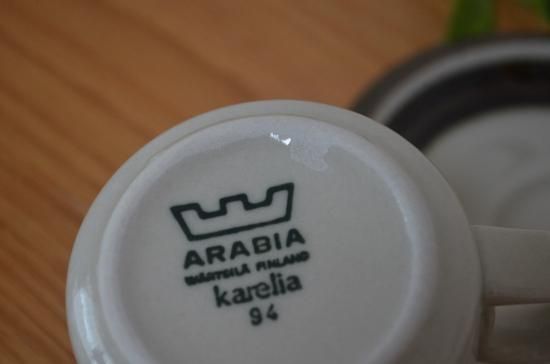 ARABIA
WÄRTSILÄ FINLAND
karelia
94